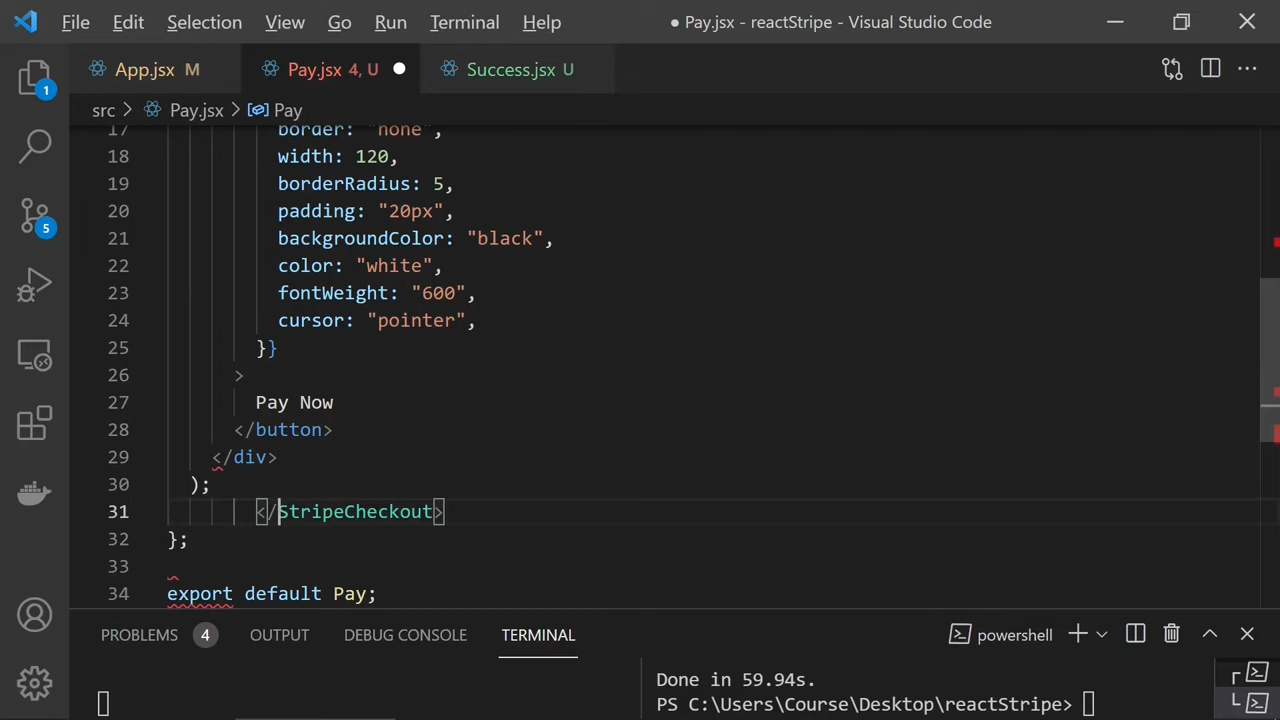 File Edit Selection View Go Run Terminal Help ● Pay.jsx - reactStripe - Visual Studio Code
App.jsx M Pay.jsx 4, U Success.jsx U
src > Pay.jsx > Pay
17 border: "none",
18 width: 120,
19 borderRadius: 5,
20 padding: "20px",
21 backgroundColor: "black",
22 color: "white",
23 fontWeight: "600",
24 cursor: "pointer",
25 }}
26 >
27 Pay Now
28 </button>
29 </div>
30 );
31 </StripeCheckout>
32 };
33
34 export default Pay;
1
5
PROBLEMS 4 OUTPUT DEBUG CONSOLE TERMINAL powershell
Done in 59.94s.
PS C:\Users\Course\Desktop\reactStripe>